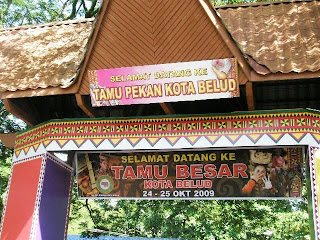 SELAMAT DATANG KE
TAMU PEKAN KOTA BELUD
SELAMAT DATANG KE
TAMU BESAR
KOTA BELUD
24 - 25 OKT 2009